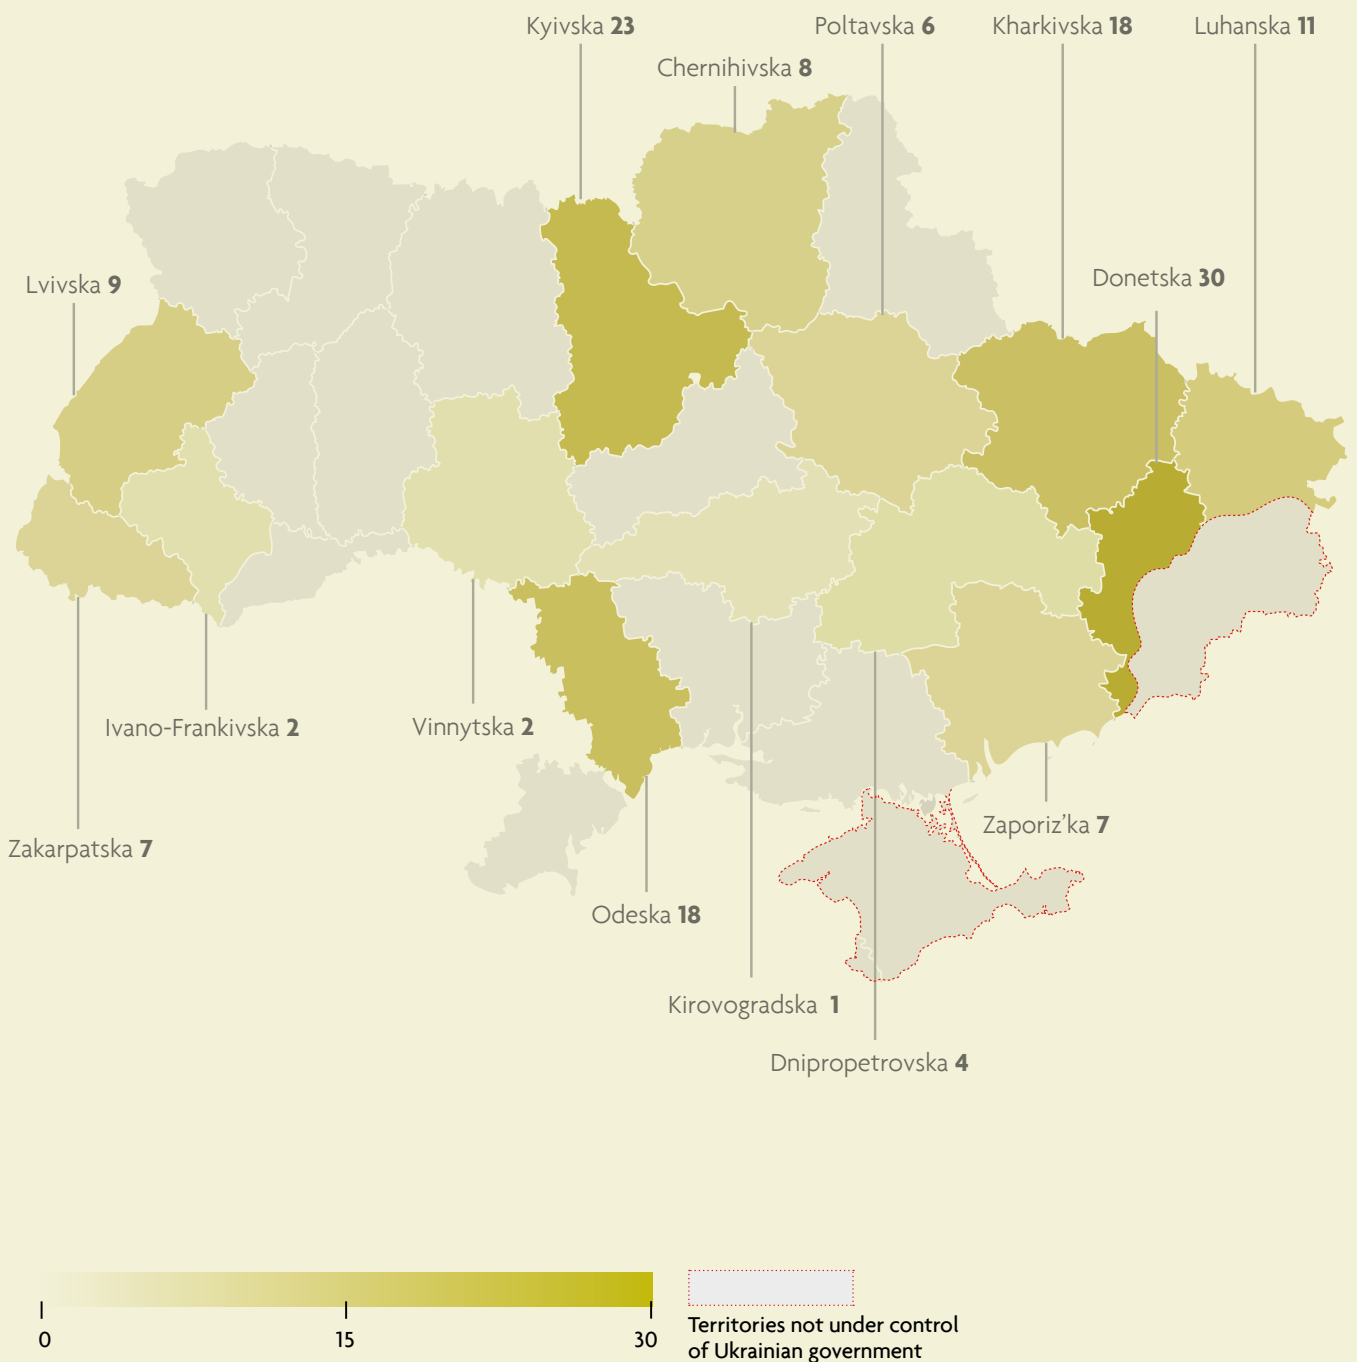 Kyivska 23
Poltavska 6
Kharkivska 18
Luhanska 11
Chernihivska 8
Lvivska 9
Donetska 30
Ivano-Frankivska 2
Vinnytska 2
Zaporiz'ka 7
Zakarpatska 7
Odeska 18
Kirovogradska 1
Dnipropetrovska 4
0
15
30
Territories not under control
of Ukrainian government